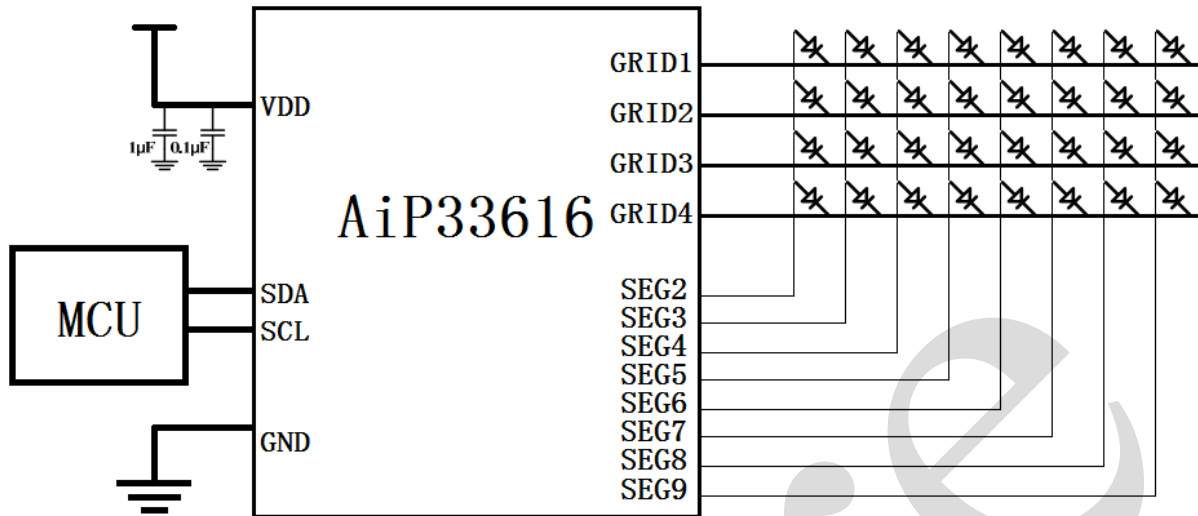 GRID1
VDD
GRID2
1μF 0.1μF
GRID3
AiP33616
GRID4
MCU
SDA
SCL
SEG2
SEG3
SEG4
SEG5
SEG6
SEG7
GND
SEG8
SEG9